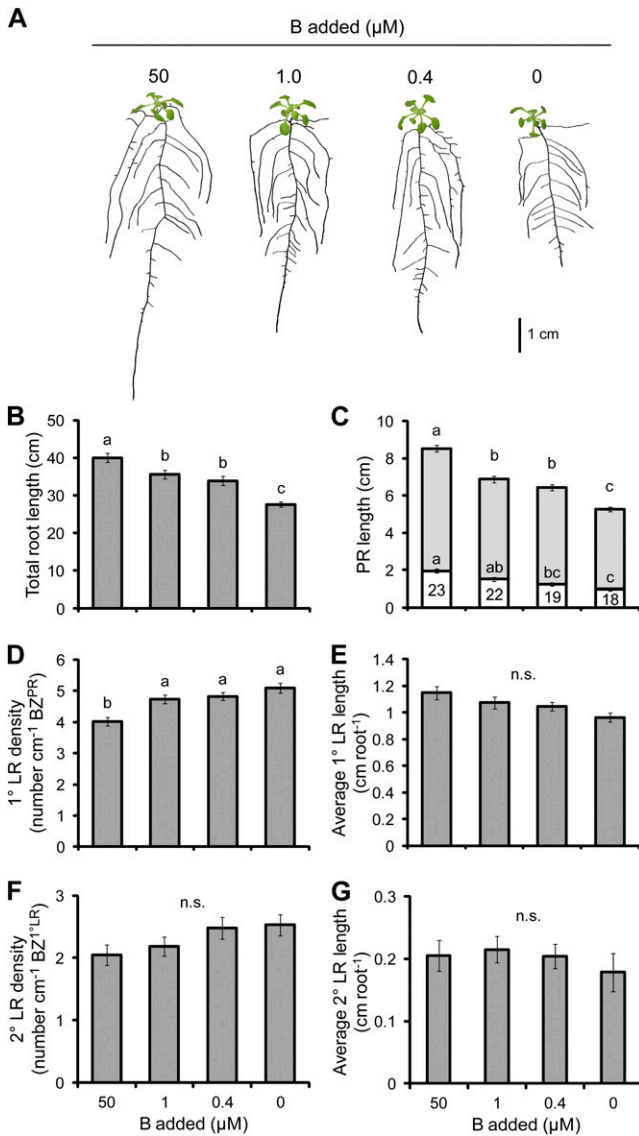 A
B added (µM)
50 1.0 0.4 0
1 cm
B
Total root length (cm)
50
40
30
20
10
0
a b b c
C
PR length (cm)
10
8
6
4
2
0
a b b c
a ab bc c
23 22 19 18
D
1° LR density
(number cm-1 BZPR)
6
5
4
3
2
1
0
b a a a
E
Average 1° LR length
(cm root-1)
1.4
1.2
1
0.8
0.6
0.4
0.2
0
n.s.
F
2° LR density
(number cm-1 BZ1°LR)
3
2
1
0
n.s.
50 1 0.4 0
B added (µM)
G
Average 2° LR length
(cm root-1)
0.3
0.2
0.1
0
n.s.
50 1 0.4 0
B added (µM)